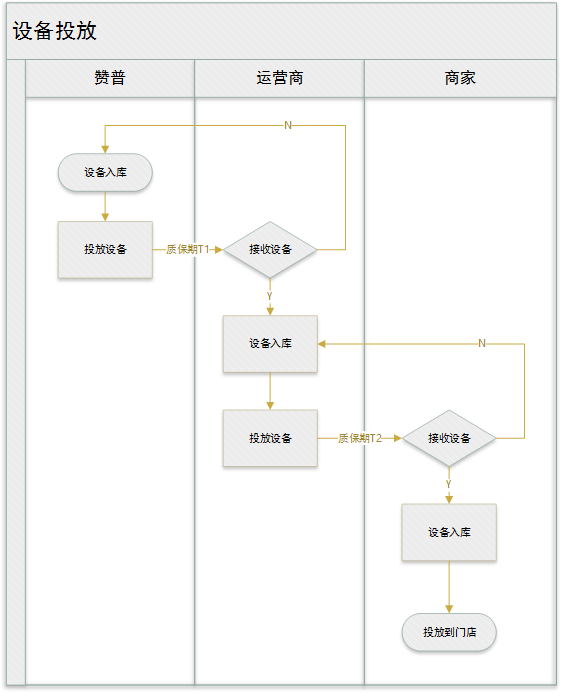 设备投放
赞普
运营商
商家
N
设备入库
投放设备
质保期T1
接收设备
Y
设备入库
N
投放设备
质保期T2
接收设备
Y
设备入库
投放到门店